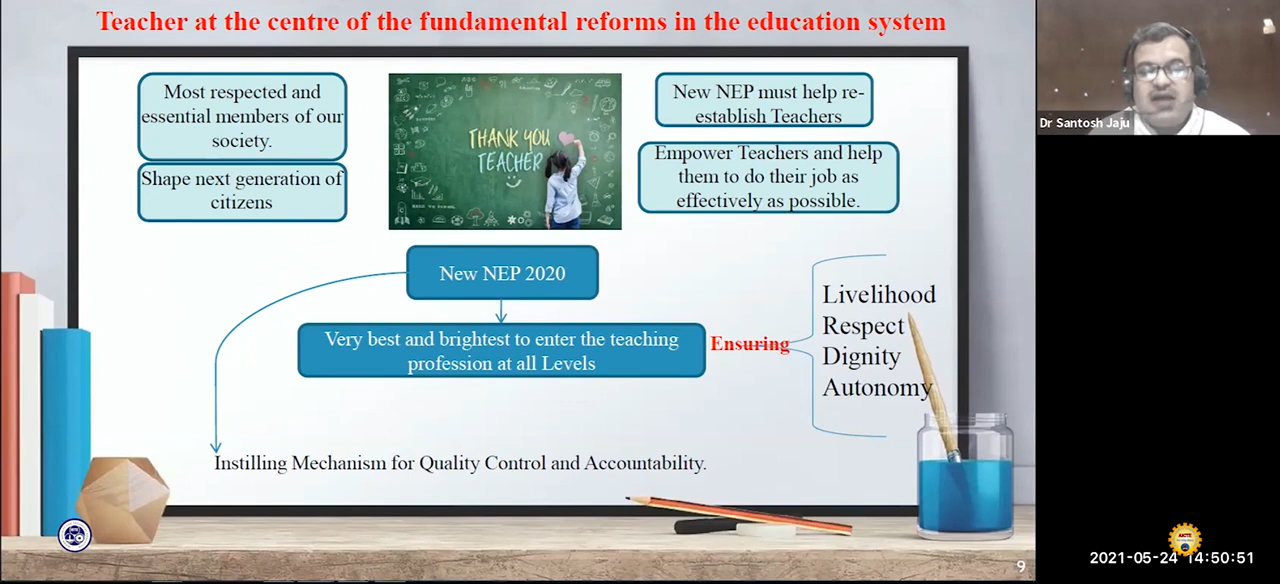 Teacher at the centre of the fundamental reforms in the education system
Most respected and
essential members of our
society.
Shape next generation of
citizens
THANK YOU
TEACHER
BACK TO SCHOOL
New NEP must help re-
establish Teachers
Empower Teachers and help
them to do their job as
effectively as possible.
New NEP 2020
Very best and brightest to enter the teaching
profession at all Levels
Ensuring
Livelihood
Respect
Dignity
Autonomy
Instilling Mechanism for Quality Control and Accountability.
9
Dr Santosh Jaju
AICTE
2021-05-24 14:50:51